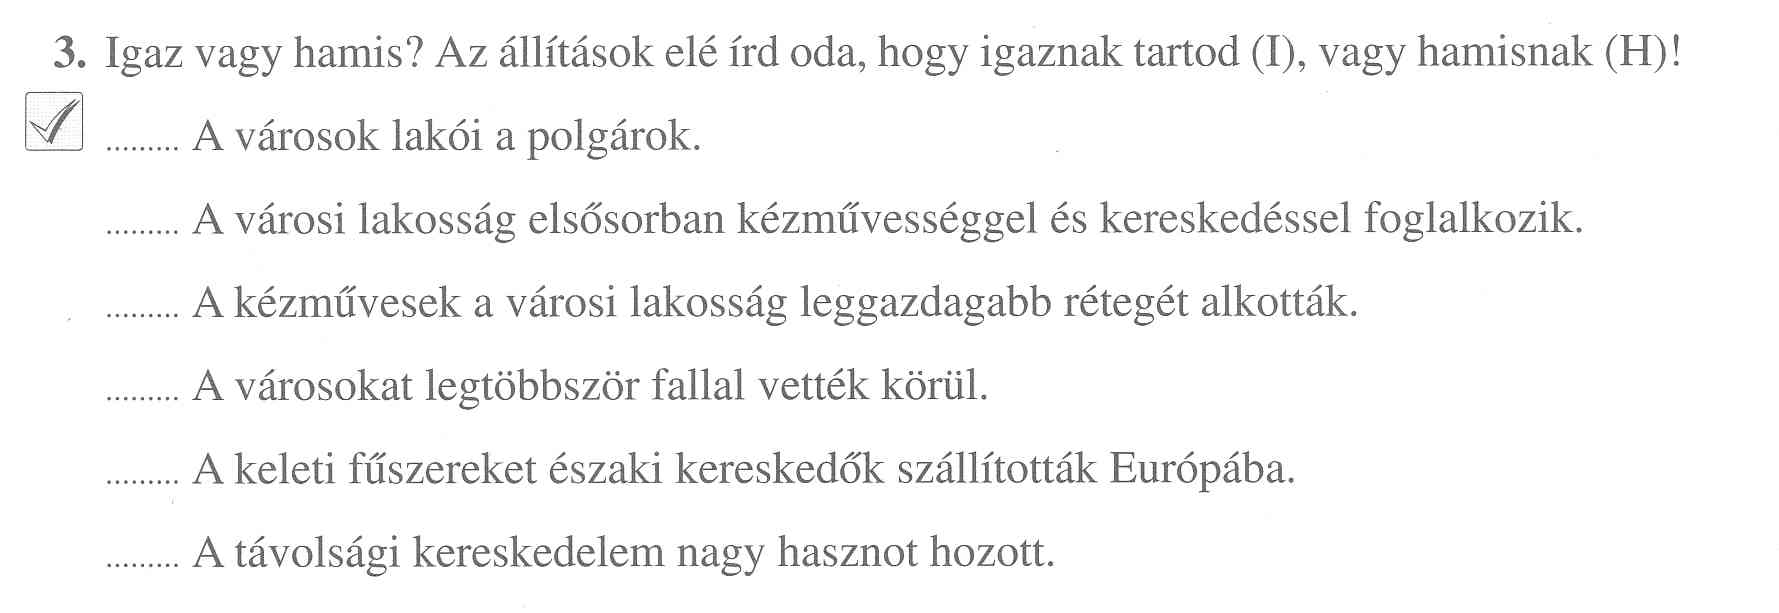 3. Igaz vagy hamis? Az állítások elé írd oda, hogy igaznak tartod (I), vagy hamisnak (H)!
......... A városok lakói a polgárok.
......... A városi lakosság elsősorban kézművességgel és kereskedéssel foglalkozik.
......... A kézművesek a városi lakosság leggazdagabb rétegét alkották.
......... A városokat legtöbbször fallal vették körül.
......... A keleti fűszereket északi kereskedők szállították Európába.
......... A távolsági kereskedelem nagy hasznot hozott.